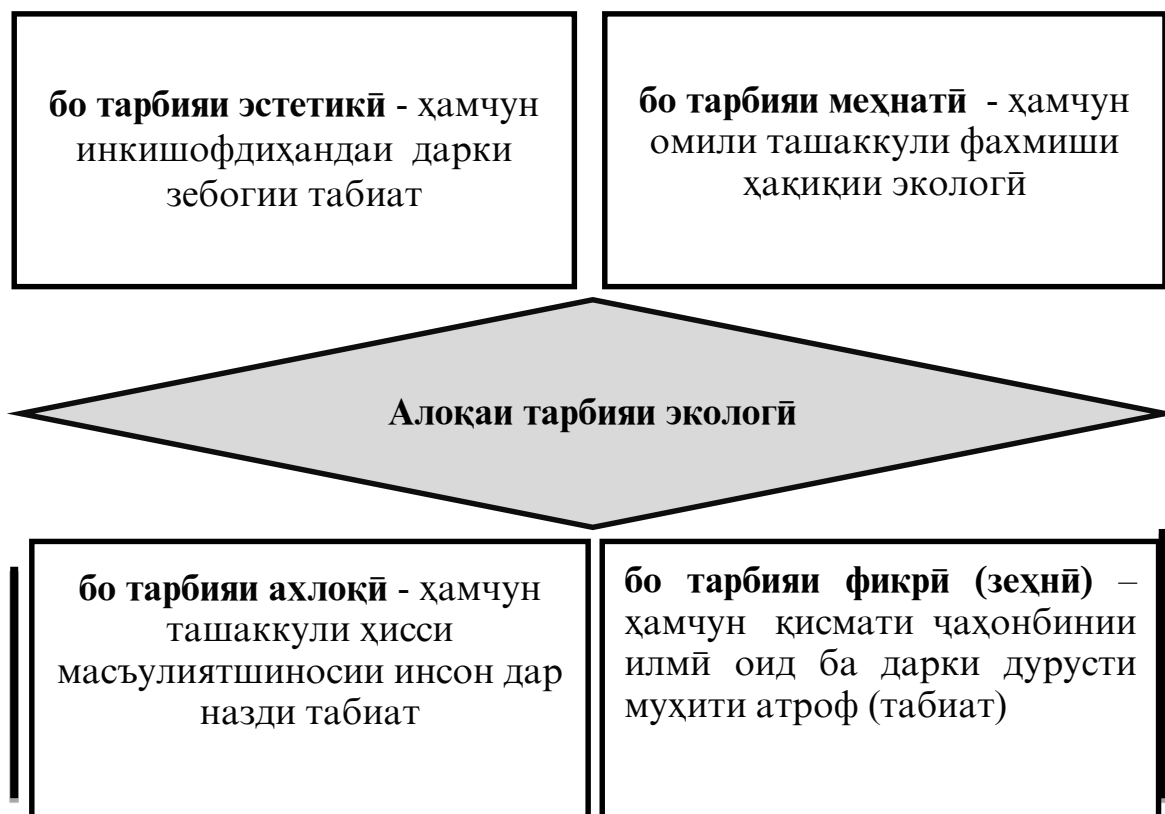 бо тарбияи эстетикӣ - ҳамчун
инкишофдиҳандаи дарки
зебогии табиат
бо тарбияи меҳнатӣ - ҳамчун
омили ташаккули фахмиши
ҳақиқии экологӣ
Алоқаи тарбияи экологӣ
бо тарбияи ахлоқӣ - ҳамчун
ташаккули ҳисси
масъулиятшиносии инсон дар
назди табиат
бо тарбияи фикрӣ (зеҳнӣ) –
ҳамчун қисмати ҷаҳонбинии
илмӣ оид ба дарки дурусти
муҳити атроф (табиат)